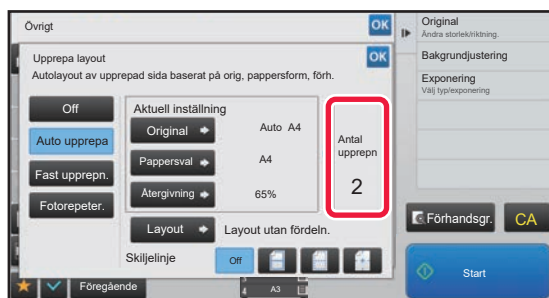 Övrigt
OK
Upprepa layout
OK
Autolayout av upprepad sida baserat på orig, pappersform, förh.
Off
Auto upprepa
Fast upprepn.
Fotorepeter.
Aktuell inställning
Original
Auto A4
Pappersval
A4
Återgivning
65%
Antal
upprepn
2
Layout
Layout utan fördeln.
Skiljelinje
Off
Föregående
A3
4
Original
Ändra storlek/riktning.
Bakgrundjustering
Exponering
Välj typ/exponering
Förhandsgr.
CA
Start